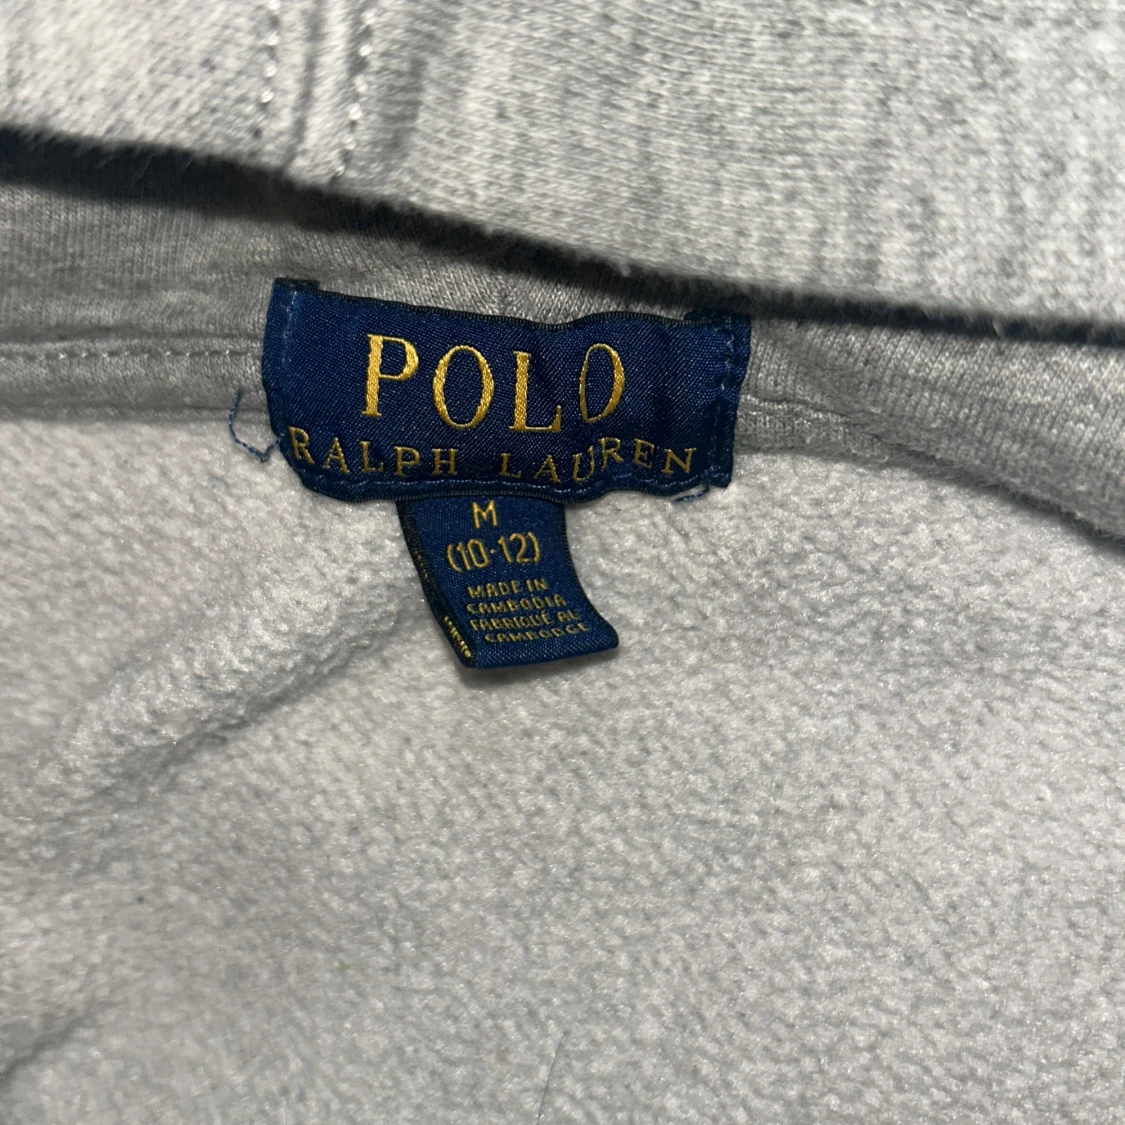 POLO
RALPH LAUREN
M
(10-12)
MADE IN
CAMBODIA
FABRIQUÉ AU
CAMBODGE